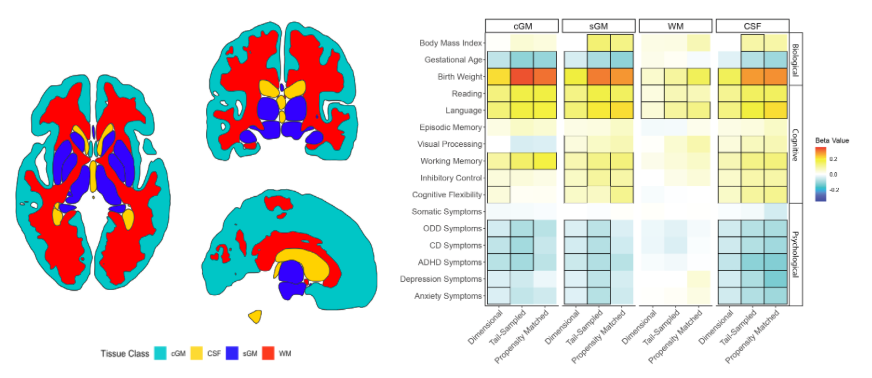 Tissue Class cGM CSF sGM WM
cGM sGM WM CSF
Body Mass Index
Gestational Age
Birth Weight
Reading
Language
Episodic Memory
Visual Processing
Working Memory
Inhibitory Control
Cognitive Flexibility
Somatic Symptoms
ODD Symptoms
CD Symptoms
ADHD Symptoms
Depression Symptoms
Anxiety Symptoms
Biological
Cognitive
Psychological
Dimensional Tail-Sampled Propensity Matched Dimensional Tail-Sampled Propensity Matched Dimensional Tail-Sampled Propensity Matched Dimensional Tail-Sampled Propensity Matched
Beta Value
0.2
0.0
-0.2